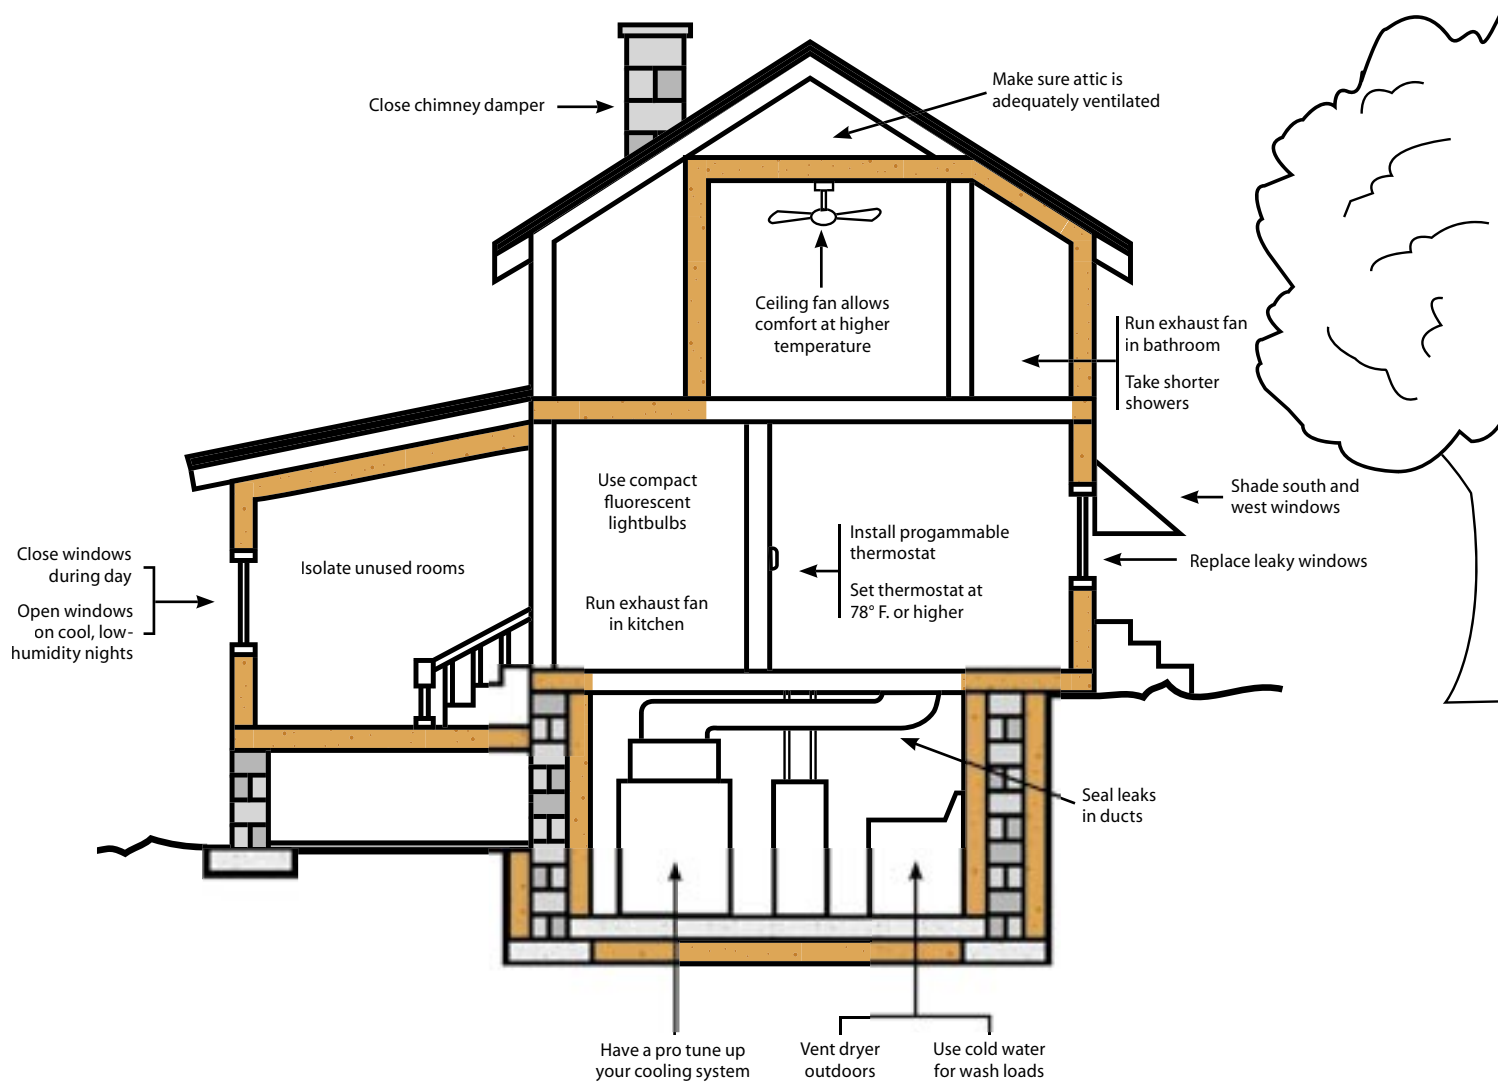 Close chimney damper
Make sure attic is
adequately ventilated
Ceiling fan allows
comfort at higher
temperature
Run exhaust fan
in bathroom
Take shorter
showers
Use compact
fluorescent
lightbulbs
Shade south and
west windows
Install progammable
thermostat
Set thermostat at
78° F. or higher
Replace leaky windows
Close windows
during day
Open windows
on cool, low-
humidity nights
Isolate unused rooms
Run exhaust fan
in kitchen
Seal leaks
in ducts
Have a pro tune up
your cooling system
Vent dryer
outdoors
Use cold water
for wash loads